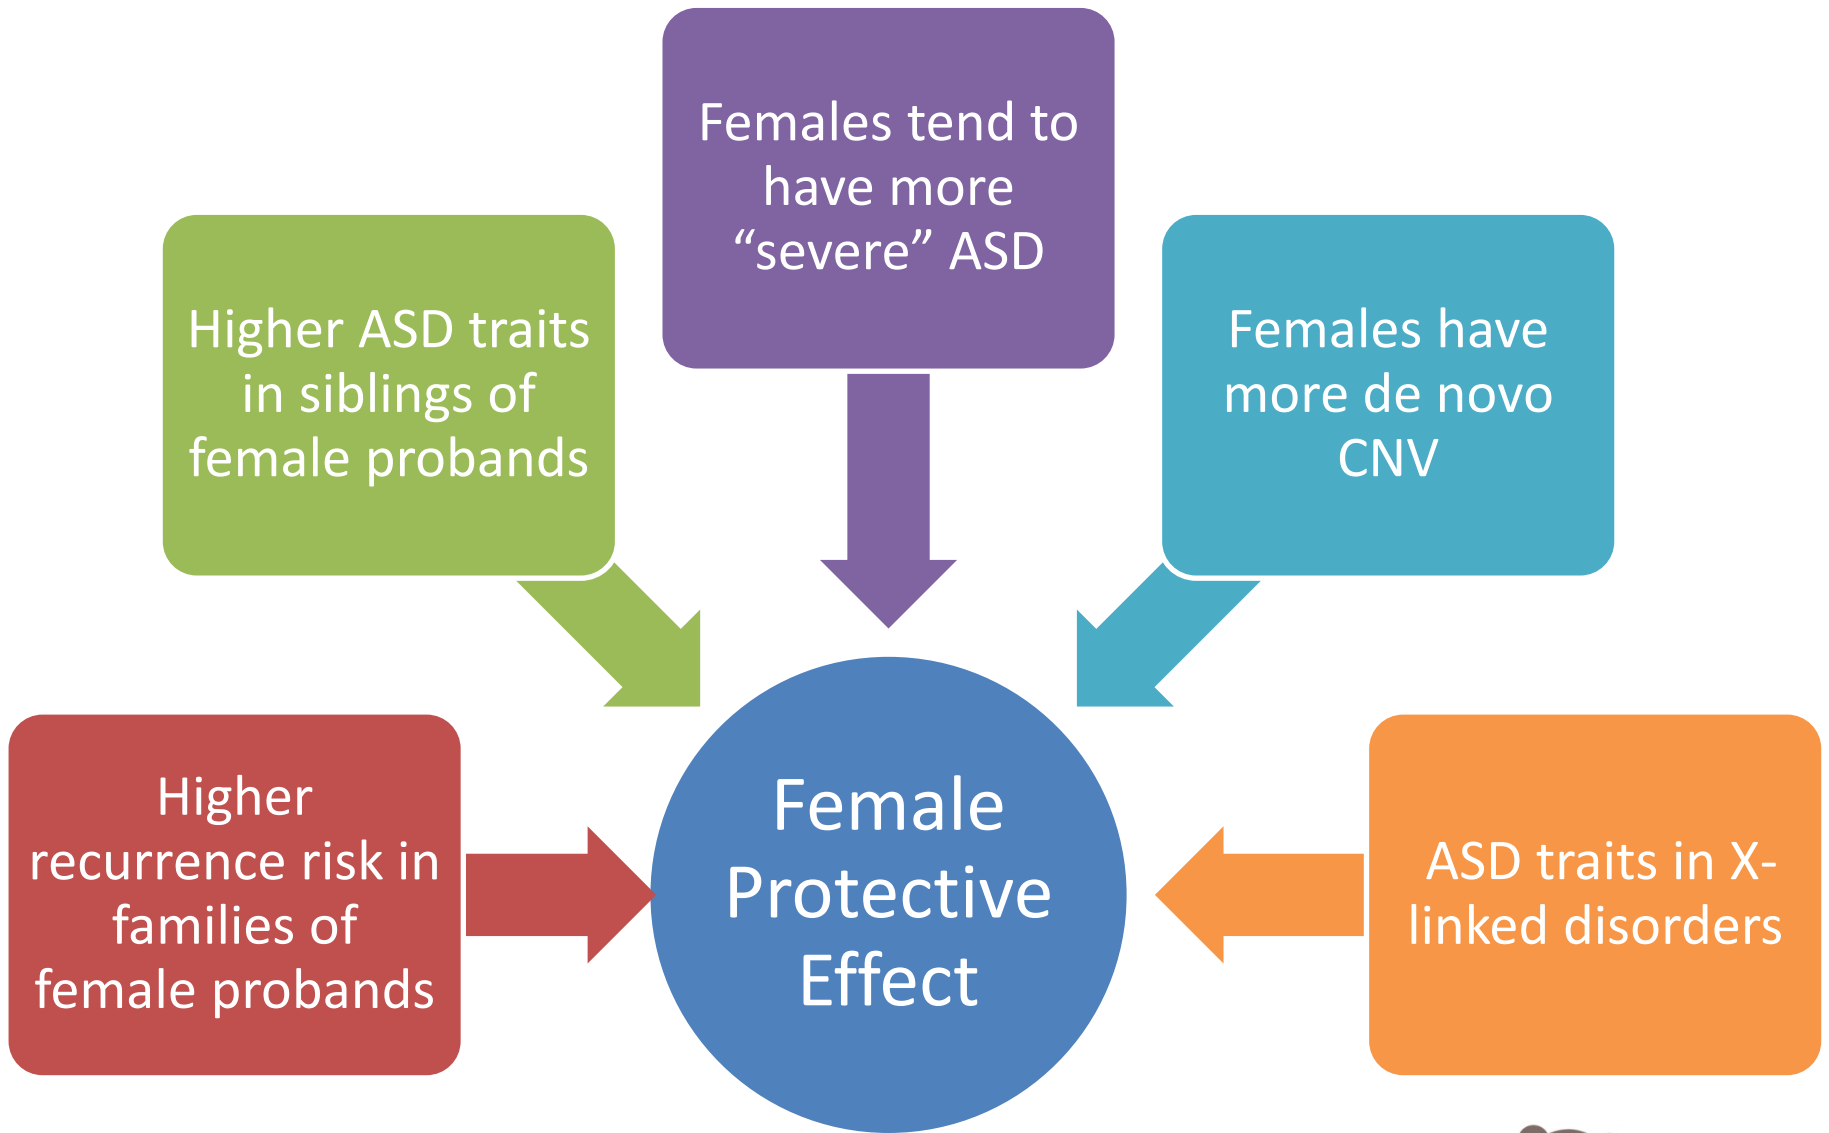 Females tend to
have more
“severe” ASD
Higher ASD traits
in siblings of
female probands
Females have
more de novo
CNV
Higher
recurrence risk in
families of
female probands
Female
Protective
Effect
ASD traits in X-
linked disorders